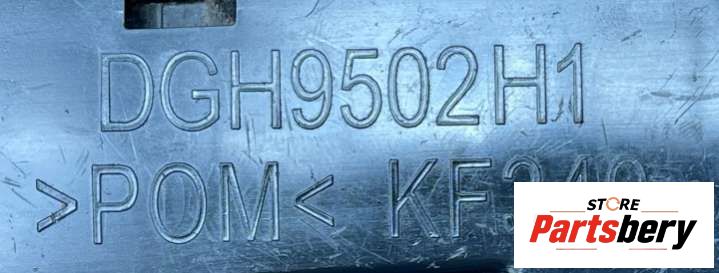 DGH9502H1
>POM< KF
STORE
Partsbery